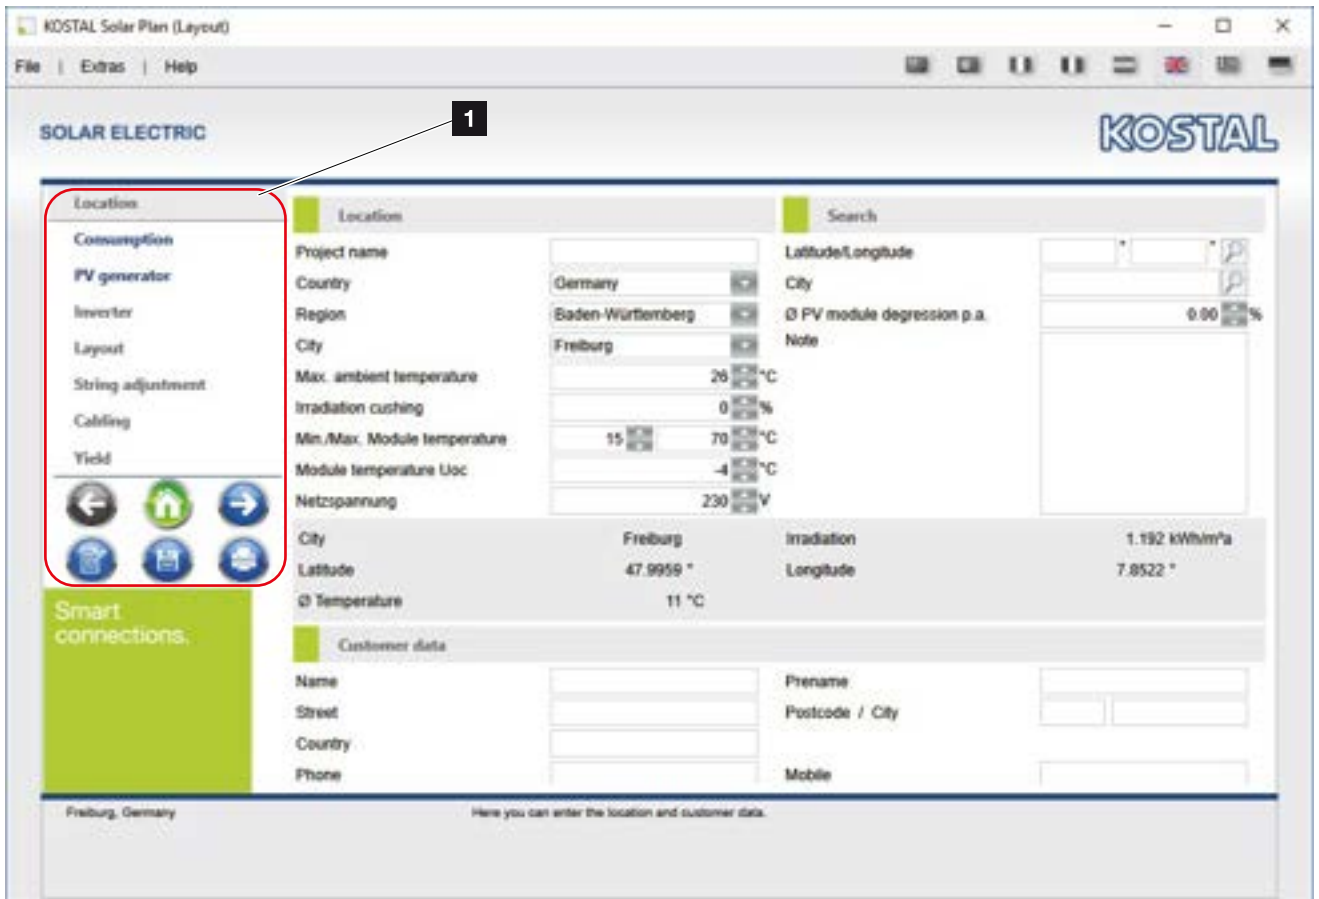 KOSTAL Solar Plan (Layout)
File | Extras | Help
1
SOLAR ELECTRIC
KOSTAL
Location
Consumption
PV generator
Inverter
Layout
String adjustment
Cabling
Yield
Smart
connections.
Location
Project name
Country Germany
Region Baden-Württemberg
City Freiburg
Max. ambient temperature 26 °C
Irradiation cushing 0 %
Min./Max. Module temperature 15 70 °C
Module temperature Uoc -4 °C
Netzspannung 230 V
Search
Latitude/Longitude ° °
City
Ø PV module degression p.a. 0.00 %
Note
City Freiburg Irradiation 1.192 kWh/m²a
Latitude 47.9959 ° Longitude 7.8522 °
Ø Temperature 11 °C
Customer data
Name Prename
Street Postcode / City
Country
Phone Mobile
Freiburg, Germany Here you can enter the location and customer data.